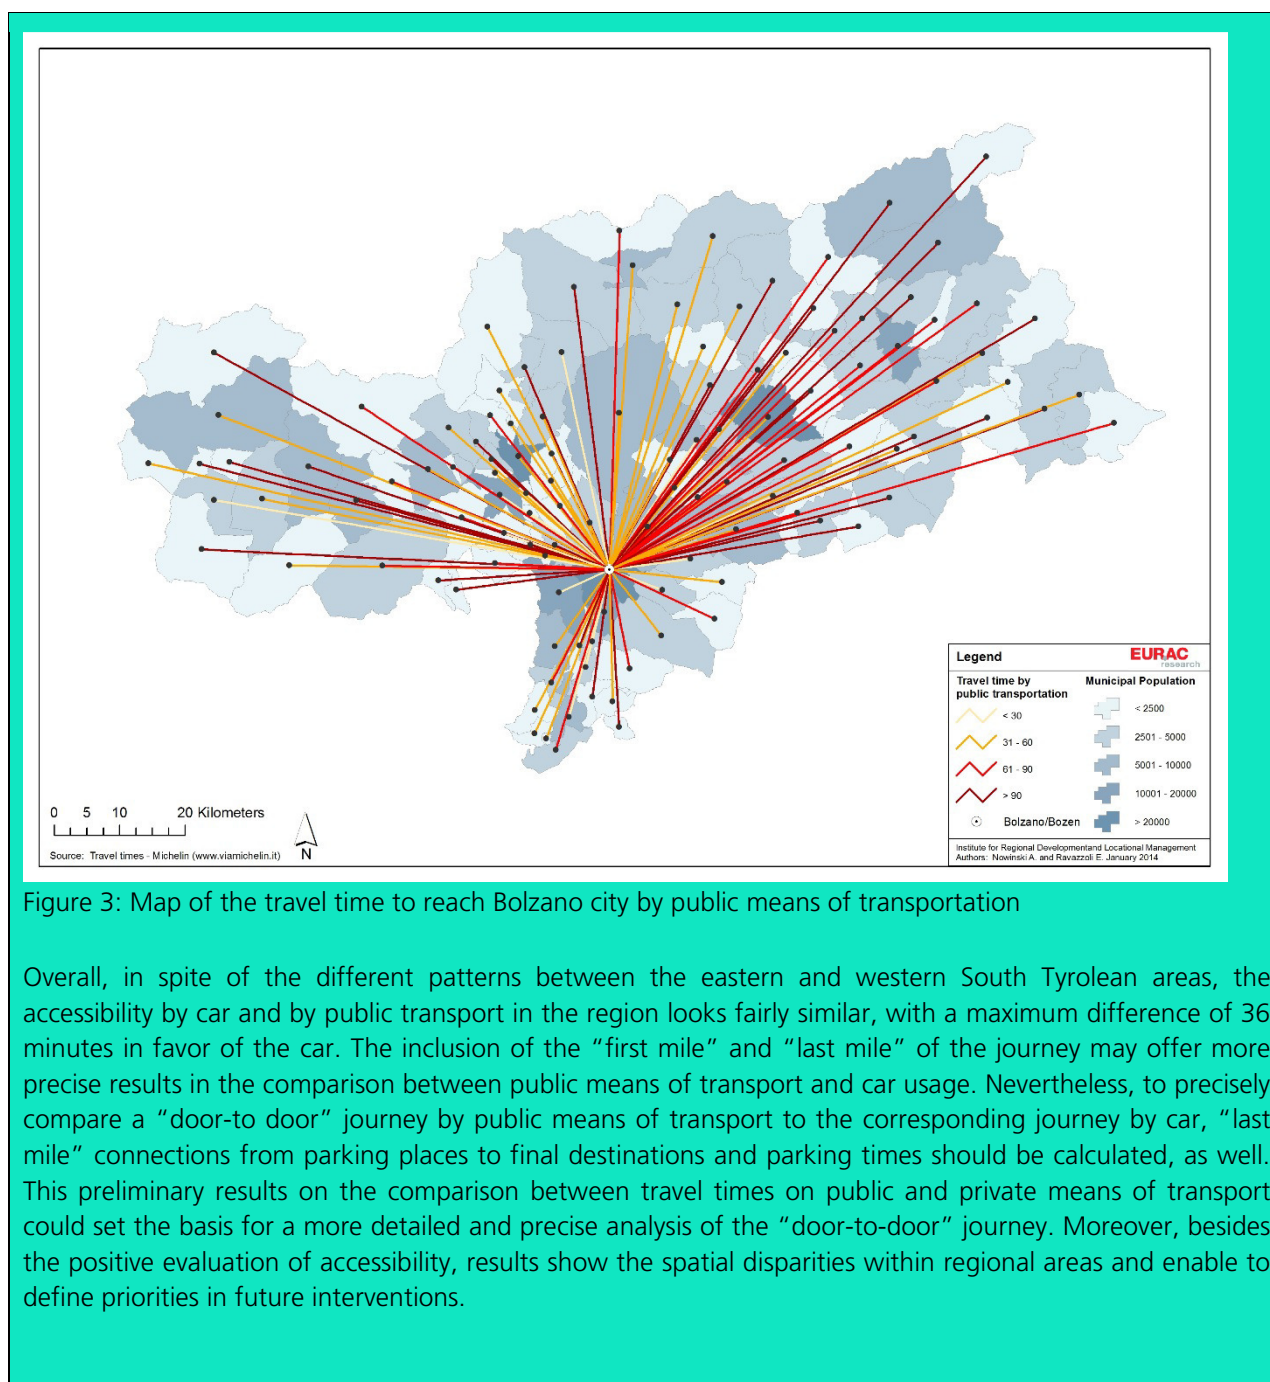 Legend
EURAC
research
Travel time by
public transportation
< 30
31 - 60
61 - 90
> 90
Bolzano/Bozen
Municipal Population
< 2500
2501 - 5000
5001 - 10000
10001 - 20000
> 20000
Institute for Regional Developmentand Locational Management
Authors: Nowinski A. and Ravazzoli E. January 2014
0 5 10 20 Kilometers
N
Source: Travel times - Michelin (www.viamichelin.it)
Figure 3: Map of the travel time to reach Bolzano city by public means of transportation
Overall, in spite of the different patterns between the eastern and western South Tyrolean areas, the
accessibility by car and by public transport in the region looks fairly similar, with a maximum difference of 36
minutes in favor of the car. The inclusion of the “first mile” and “last mile” of the journey may offer more
precise results in the comparison between public means of transport and car usage. Nevertheless, to precisely
compare a “door-to door” journey by public means of transport to the corresponding journey by car, “last
mile” connections from parking places to final destinations and parking times should be calculated, as well.
This preliminary results on the comparison between travel times on public and private means of transport
could set the basis for a more detailed and precise analysis of the “door-to-door” journey. Moreover, besides
the positive evaluation of accessibility, results show the spatial disparities within regional areas and enable to
define priorities in future interventions.